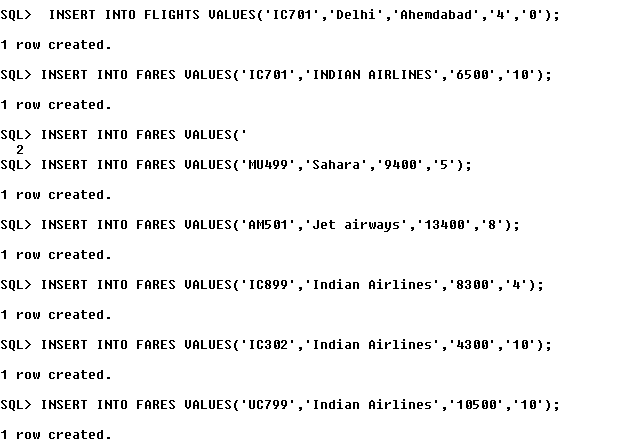 SQL>  INSERT INTO FLIGHTS VALUES('IC701','Delhi','Ahemdabad','4','0');
1 row created.
SQL> INSERT INTO FARES VALUES('IC701','INDIAN AIRLINES','6500','10');
1 row created.
SQL> INSERT INTO FARES VALUES('
  2
SQL> INSERT INTO FARES VALUES('MU499','Sahara','9400','5');
1 row created.
SQL> INSERT INTO FARES VALUES('AM501','Jet airways','13400','8');
1 row created.
SQL> INSERT INTO FARES VALUES('IC899','Indian Airlines','8300','4');
1 row created.
SQL> INSERT INTO FARES VALUES('IC302','Indian Airlines','4300','10');
1 row created.
SQL> INSERT INTO FARES VALUES('UC799','Indian Airlines','10500','10');
1 row created.